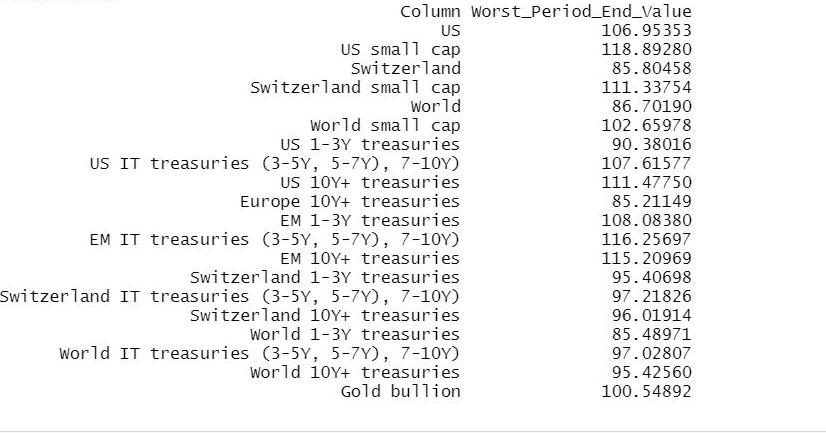 Column Worst_Period_End_Value
US 106.95353
US small cap 118.89280
Switzerland 85.80458
Switzerland small cap 111.33754
World 86.70190
World small cap 102.65978
US 1-3Y treasuries 90.38016
US IT treasuries (3-5Y, 5-7Y), 7-10Y) 107.61577
US 10Y+ treasuries 111.47750
Europe 10Y+ treasuries 85.21149
EM 1-3Y treasuries 108.08380
EM IT treasuries (3-5Y, 5-7Y), 7-10Y) 116.25697
EM 10Y+ treasuries 115.20969
Switzerland 1-3Y treasuries 95.40698
Switzerland IT treasuries (3-5Y, 5-7Y), 7-10Y) 97.21826
Switzerland 10Y+ treasuries 96.01914
World 1-3Y treasuries 85.48971
World IT treasuries (3-5Y, 5-7Y), 7-10Y) 97.02807
World 10Y+ treasuries 95.42560
Gold bullion 100.54892